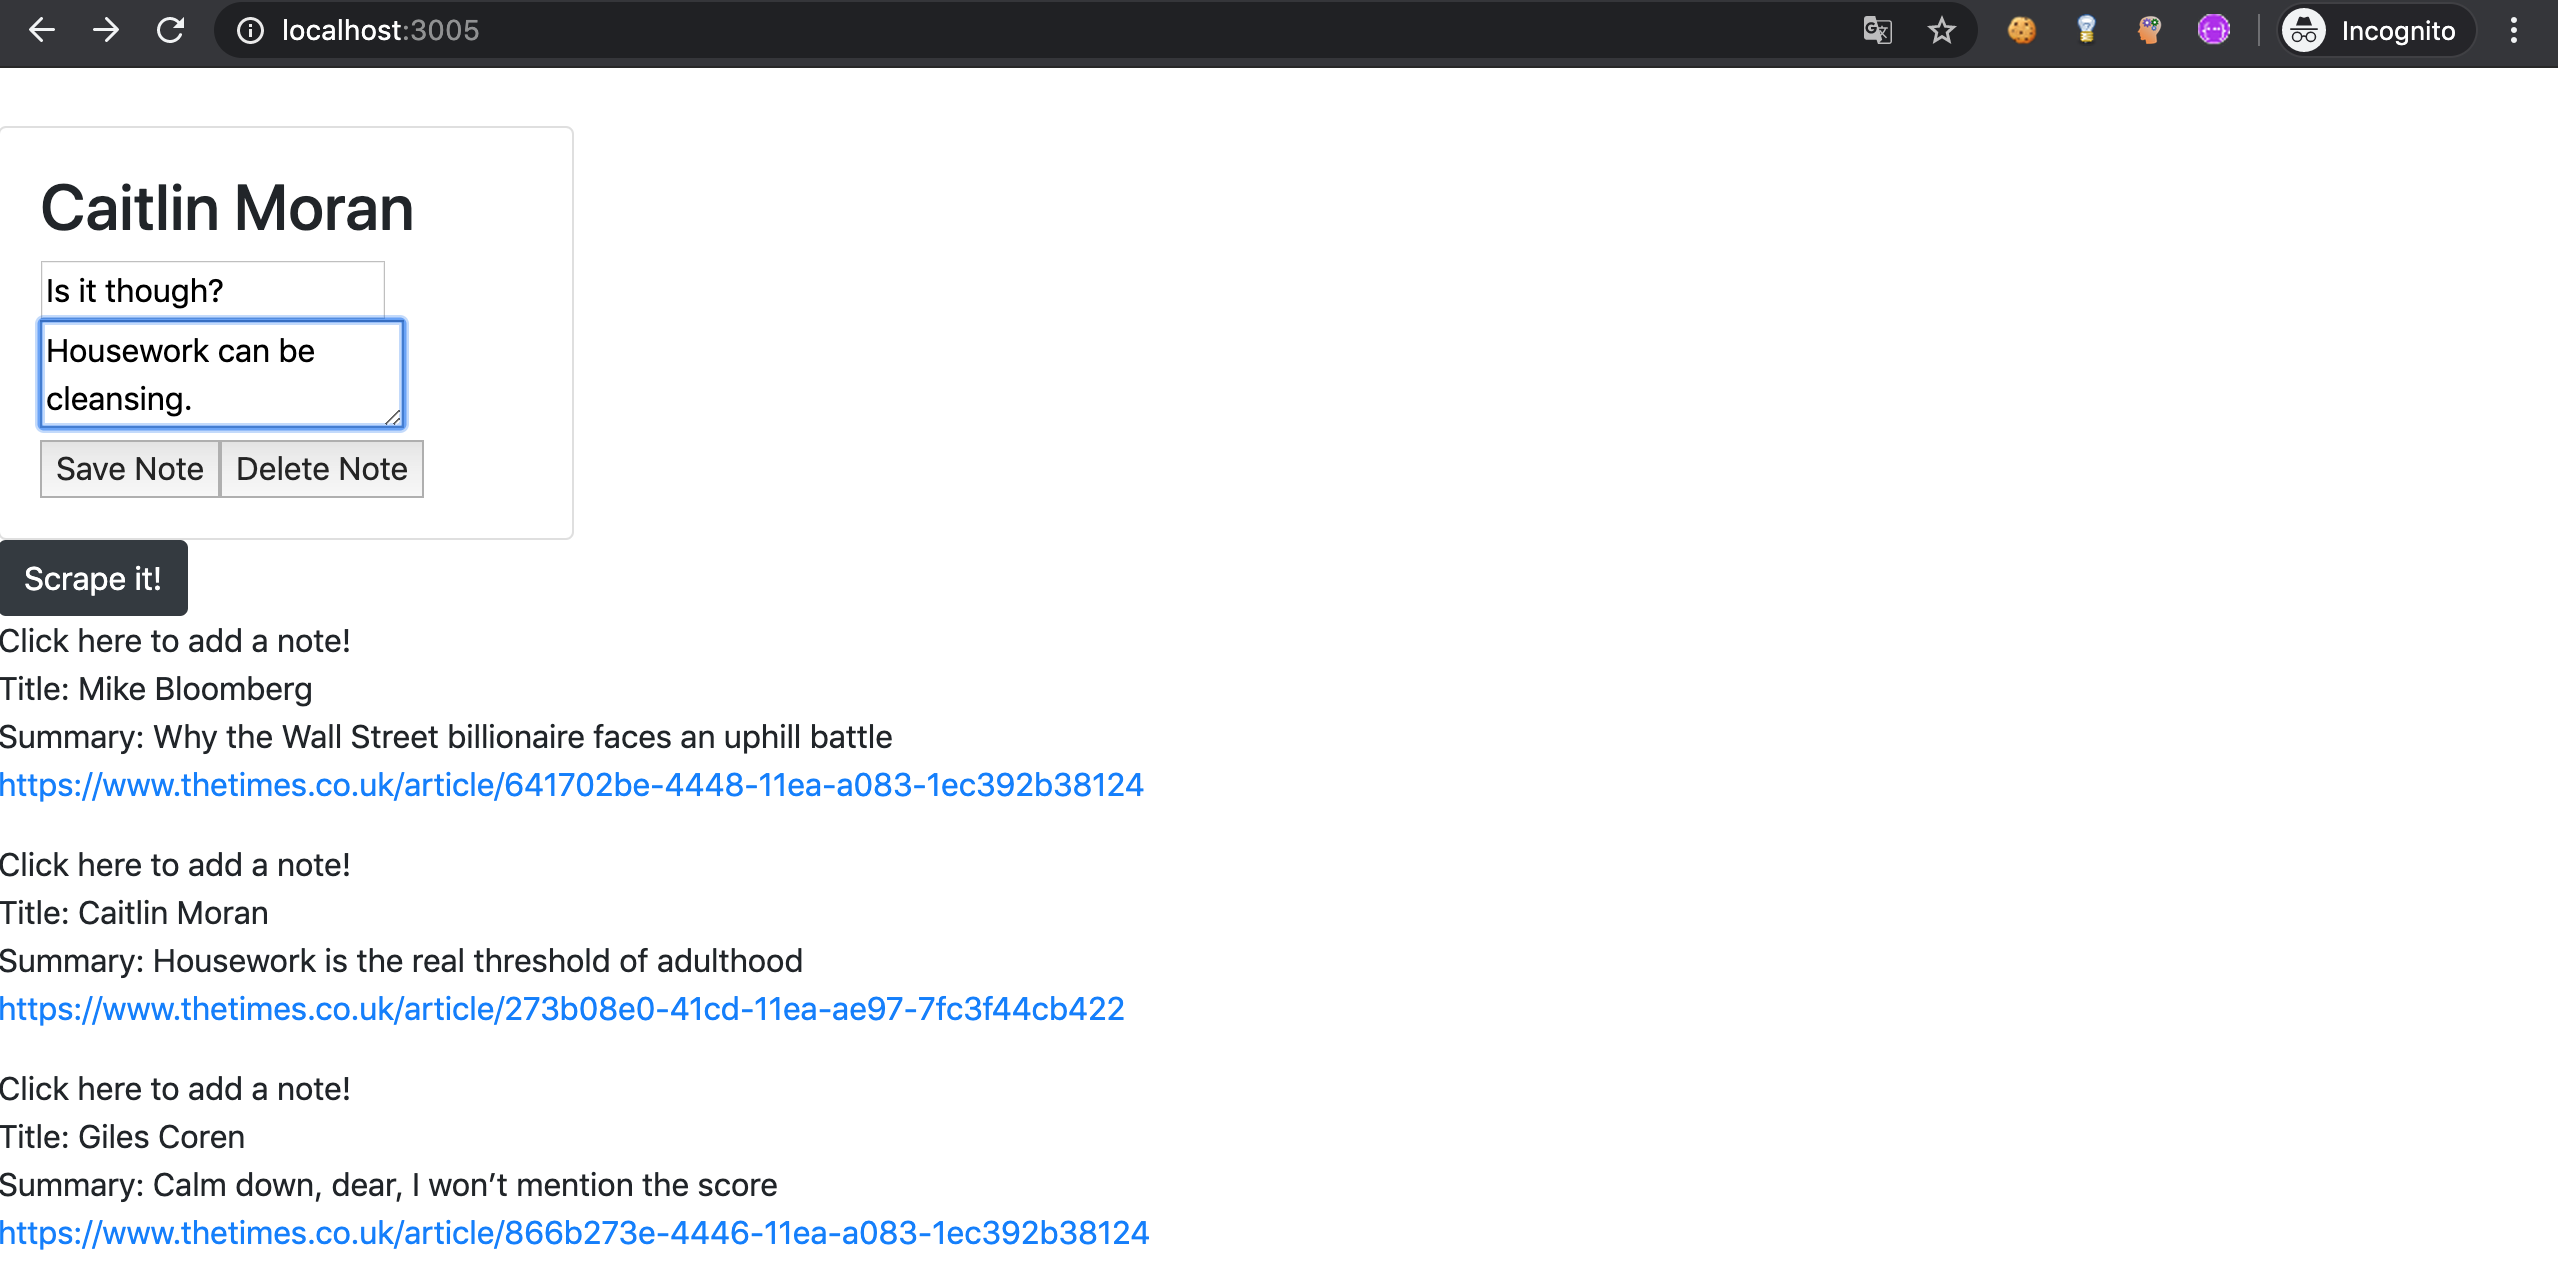 localhost:3005
Incognito
Caitlin Moran
Is it though?
Housework can be
cleansing.
Save Note
Delete Note
Scrape it!
Click here to add a note!
Title: Mike Bloomberg
Summary: Why the Wall Street billionaire faces an uphill battle
https://www.thetimes.co.uk/article/641702be-4448-11ea-a083-1ec392b38124
Click here to add a note!
Title: Caitlin Moran
Summary: Housework is the real threshold of adulthood
https://www.thetimes.co.uk/article/273b08e0-41cd-11ea-ae97-7fc3f44cb422
Click here to add a note!
Title: Giles Coren
Summary: Calm down, dear, I won’t mention the score
https://www.thetimes.co.uk/article/866b273e-4446-11ea-a083-1ec392b38124